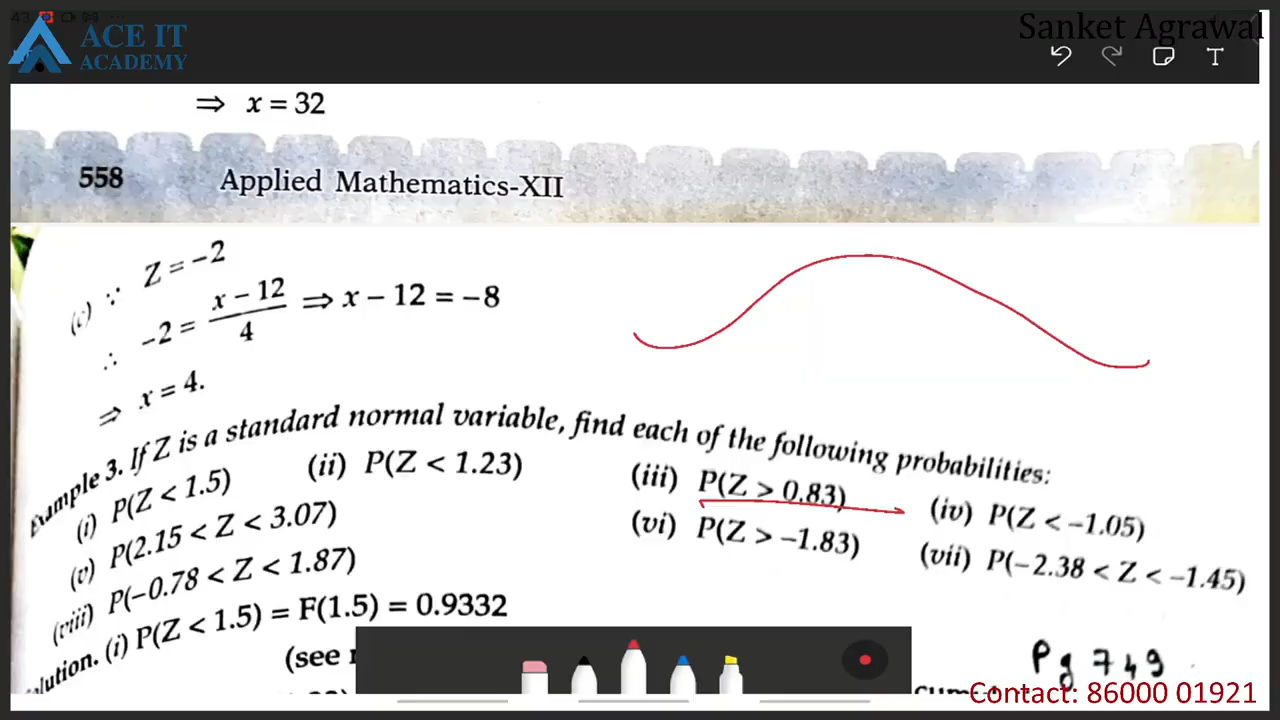 43
Sanket Agrawal
ACE IT
ACADEMY
T
⇒ x = 32
558 Applied Mathematics-XII
(c) ∵ Z = −2
∴ −2 = (x − 12)/4 ⇒ x − 12 = −8
⇒ x = 4.
Example 3. If Z is a standard normal variable, find each of the following probabilities:
(i) P(Z < 1.5) (ii) P(Z < 1.23) (iii) P(Z > 0.83) (iv) P(Z < −1.05)
(v) P(2.15 < Z < 3.07) (vi) P(Z > −1.83) (vii) P(−2.38 < Z < −1.45)
(viii) P(−0.78 < Z < 1.87)
(i) P(Z < 1.5) = F(1.5) = 0.9332
(see
Pg 749
Contact: 86000 01921